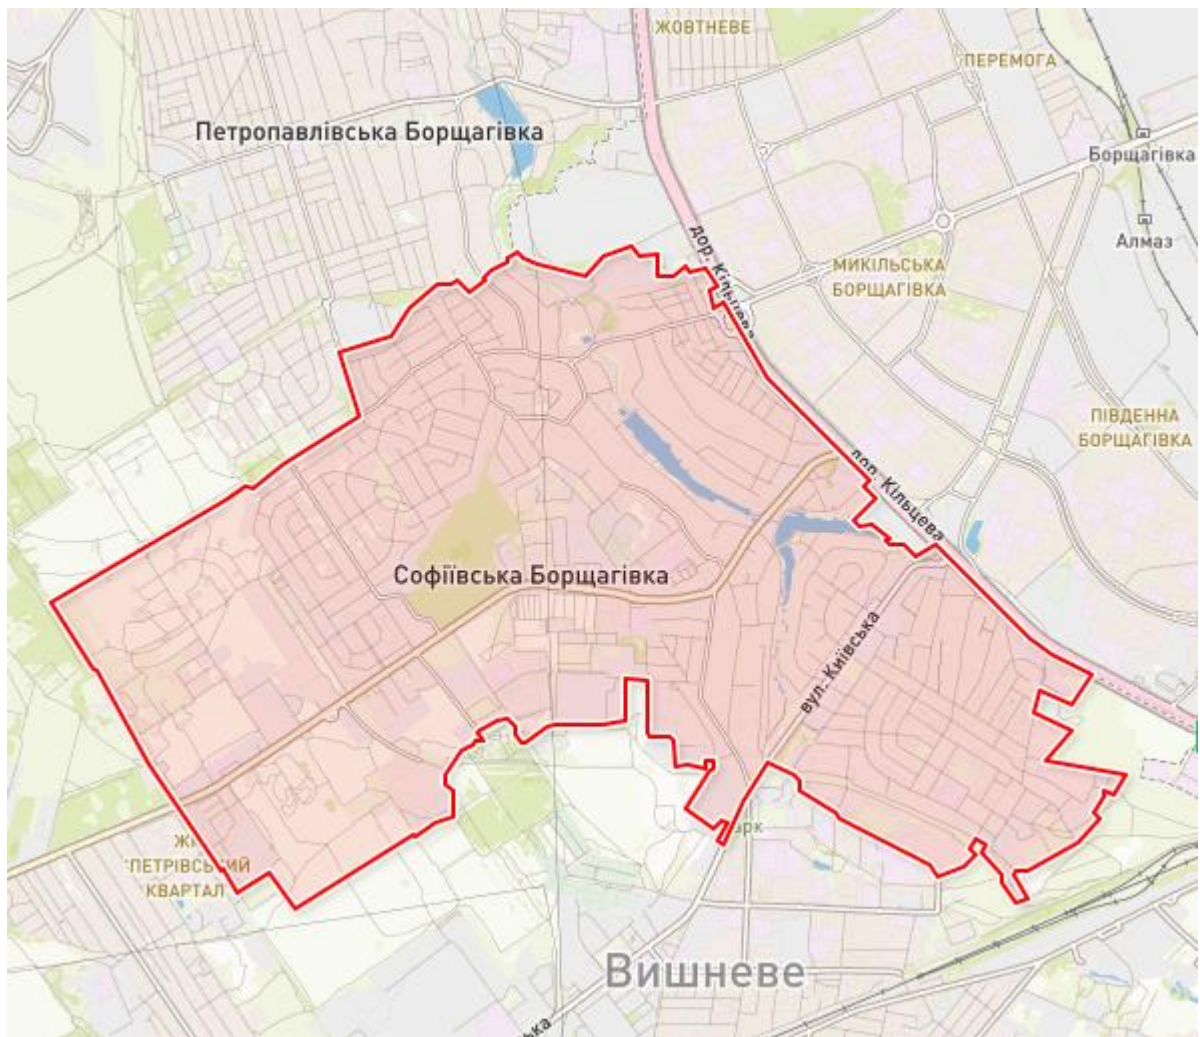 ЖОВТНЕВЕ
ПЕРЕМОГА
Петропавлівська Борщагівка
Борщагівка
Алмаз
дор. Кільцева
МИКІЛЬСЬКА
БОРЩАГІВКА
ПІВДЕННА
БОРЩАГІВКА
дор. Кільцева
Софіївська Борщагівка
вул. Київська
ПЕТРІВСЬКИЙ
КВАРТАЛ
Вишневе